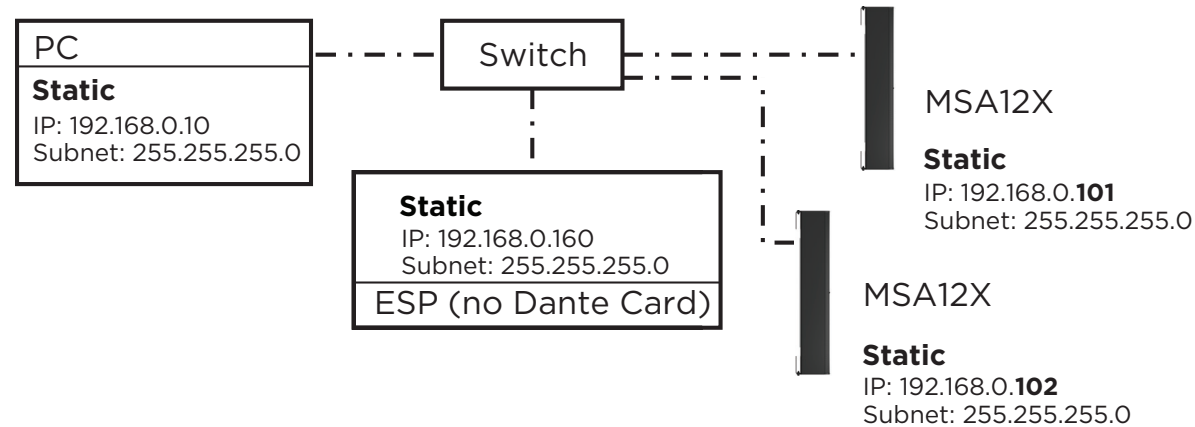 PC
Static
IP: 192.168.0.10
Subnet: 255.255.255.0
Switch
MSA12X
Static
IP: 192.168.0.101
Subnet: 255.255.255.0
Static
IP: 192.168.0.160
Subnet: 255.255.255.0
ESP (no Dante Card)
MSA12X
Static
IP: 192.168.0.102
Subnet: 255.255.255.0